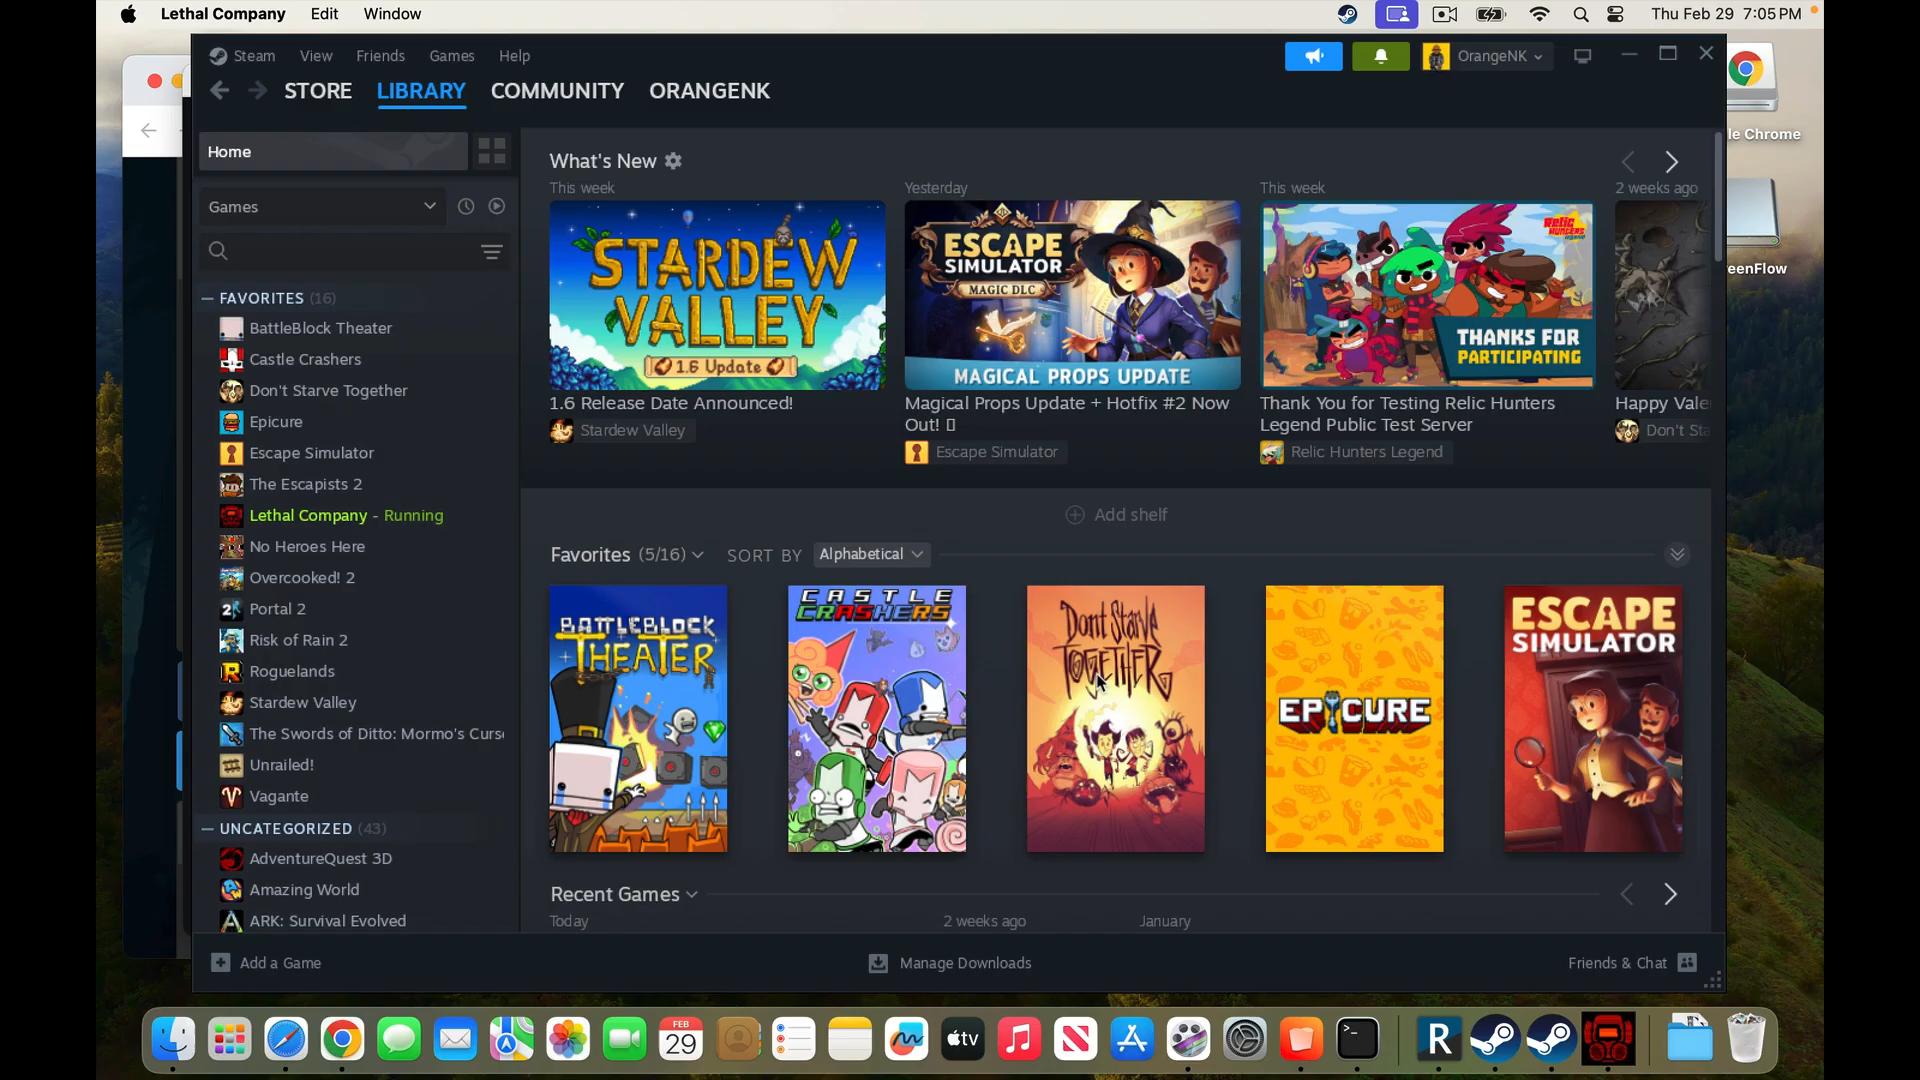 Lethal Company Edit Window
Thu Feb 29 7:05 PM
Steam View Friends Games Help
OrangeNK
STORE LIBRARY COMMUNITY ORANGENK
le Chrome
Home
What's New
This week
Yesterday
This week
2 weeks ago
Games
STARDEW
VALLEY
1.6 Update
ESCAPE
SIMULATOR
MAGIC DLC
MAGICAL PROPS UPDATE
RELIC HUNTERS
THANKS FOR
PARTICIPATING
eenFlow
FAVORITES (16)
BattleBlock Theater
Castle Crashers
Don't Starve Together
Epicure
Escape Simulator
The Escapists 2
Lethal Company - Running
No Heroes Here
Overcooked! 2
Portal 2
Risk of Rain 2
Roguelands
Stardew Valley
The Swords of Ditto: Mormo's Curse
Unrailed!
Vagante
UNCATEGORIZED (43)
AdventureQuest 3D
Amazing World
ARK: Survival Evolved
1.6 Release Date Announced!
Stardew Valley
Magical Props Update + Hotfix #2 Now
Out!
Escape Simulator
Thank You for Testing Relic Hunters
Legend Public Test Server
Relic Hunters Legend
Happy Vale
Don't Sta
Add shelf
Favorites (5/16) SORT BY Alphabetical
BATTLEBLOCK
THEATER
CASTLE
CRASHERS
Don't Starve
TOGETHER
EPICURE
ESCAPE
SIMULATOR
Recent Games
Today
2 weeks ago
January
Add a Game
Manage Downloads
Friends & Chat
FEB
29
tv
R